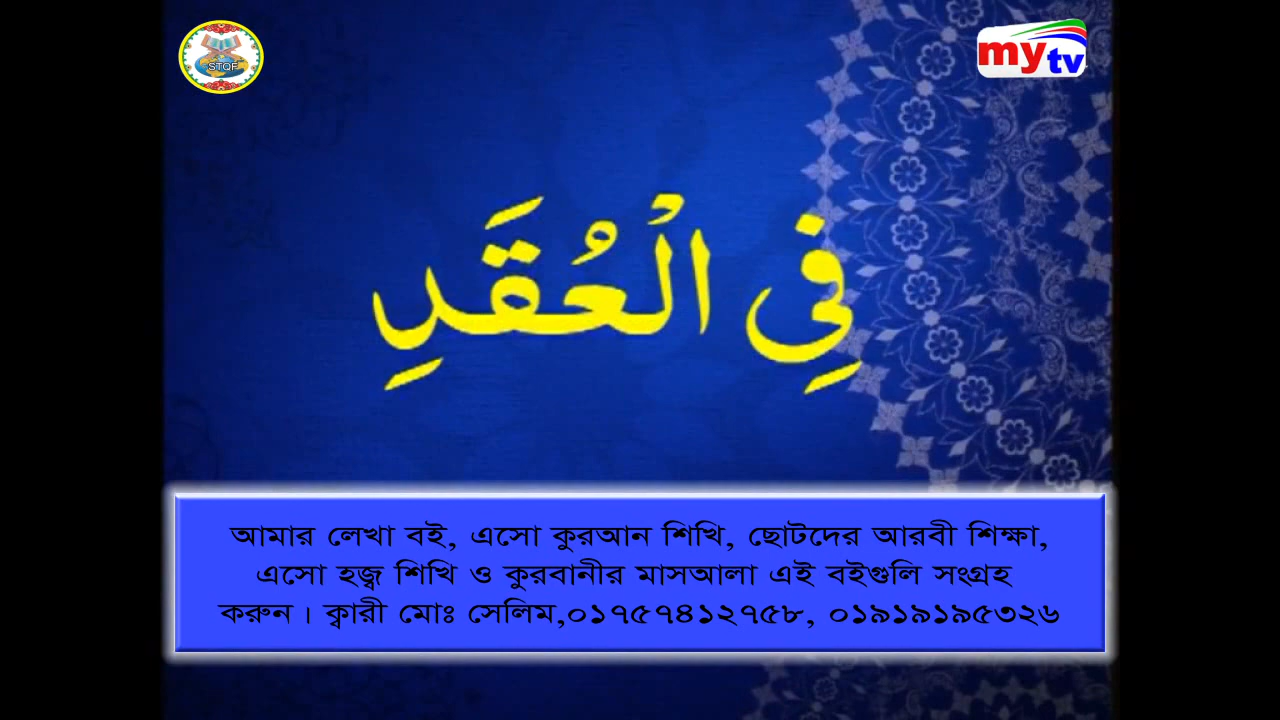 STQF
my tv
فِي الْعُقَدِ
আমার লেখা বই, এসো কুরআন শিখি, ছোটদের আরবী শিক্ষা,
এসো হজ্ব শিখি ও কুরবানীর মাসআলা এই বইগুলি সংগ্রহ
করুন। ক্বারী মোঃ সেলিম,০১৭৫৭৪১২৭৫৮, ০১৯১৯১৯৫৩২৬